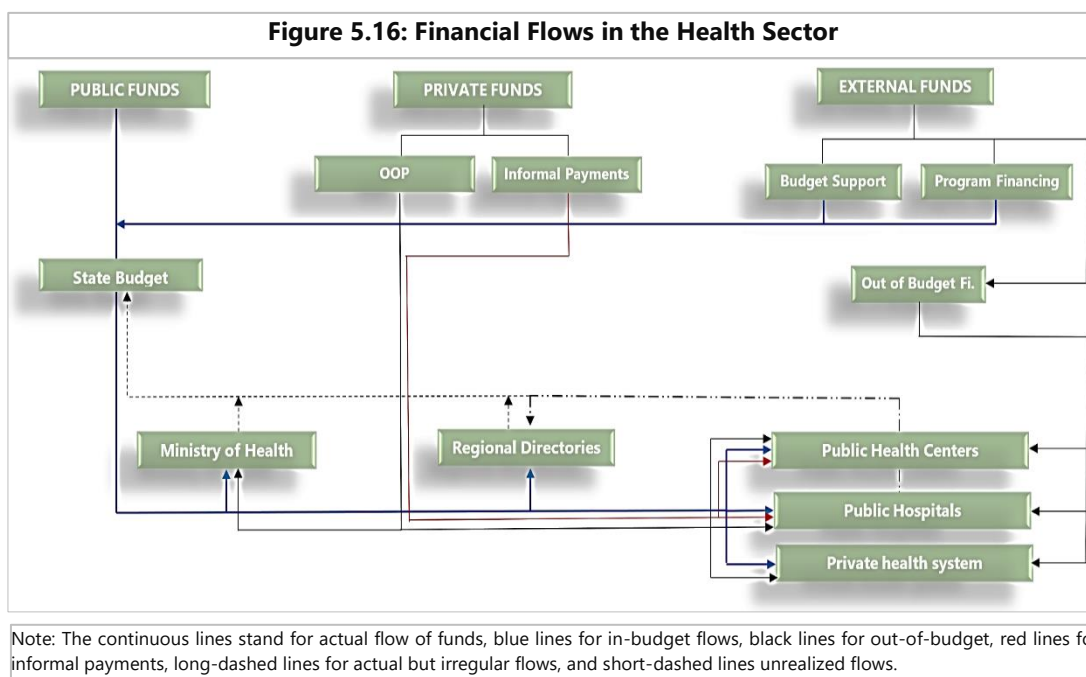 Figure 5.16: Financial Flows in the Health Sector
PUBLIC FUNDS
PRIVATE FUNDS
EXTERNAL FUNDS
OOP
Informal Payments
Budget Support
Program Financing
State Budget
Out of Budget Fi.
Ministry of Health
Regional Directories
Public Health Centers
Public Hospitals
Private health system
Note: The continuous lines stand for actual flow of funds, blue lines for in-budget flows, black lines for out-of-budget, red lines fo
informal payments, long-dashed lines for actual but irregular flows, and short-dashed lines unrealized flows.